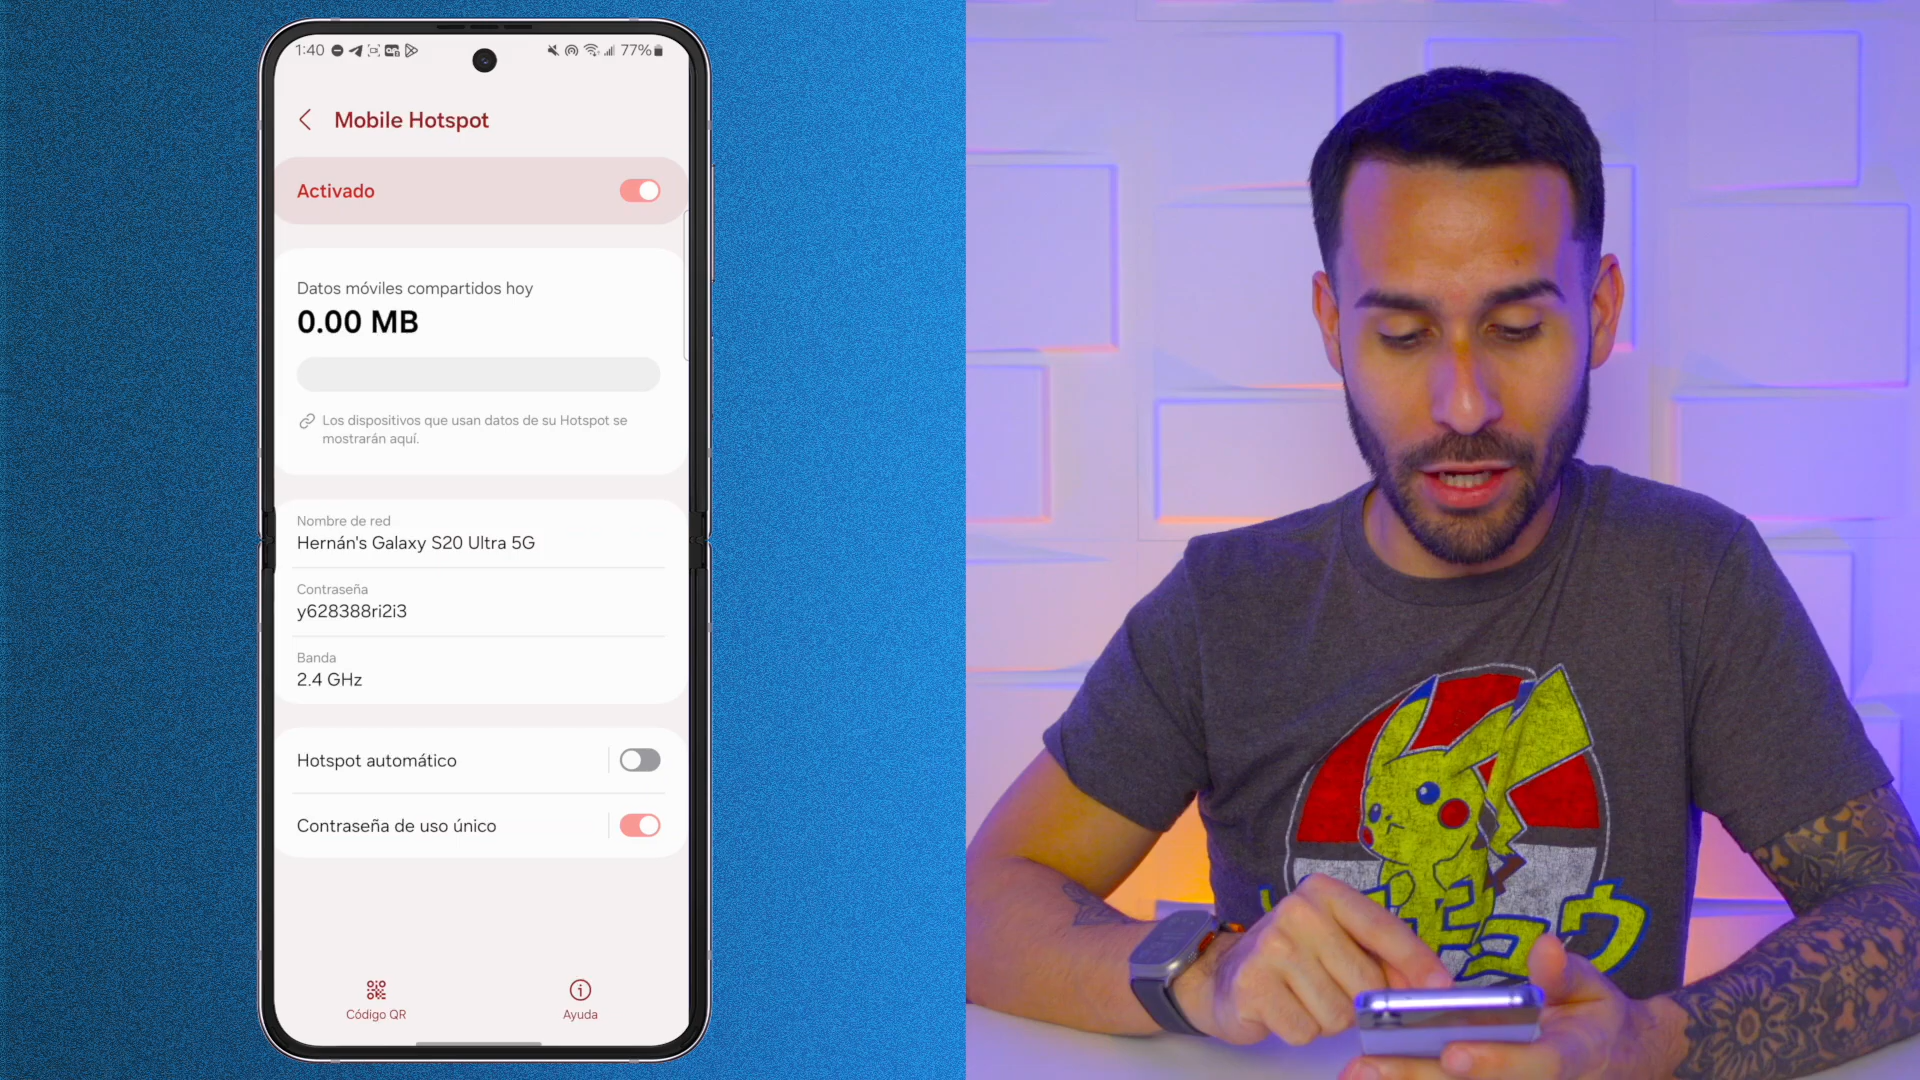 1:40
77%
Mobile Hotspot
Activado
Datos móviles compartidos hoy
0.00 MB
Los dispositivos que usan datos de su Hotspot se
mostrarán aquí.
Nombre de red
Hernán's Galaxy S20 Ultra 5G
Contraseña
y628388ri2i3
Banda
2.4 GHz
Hotspot automático
Contraseña de uso único
Código QR
Ayuda